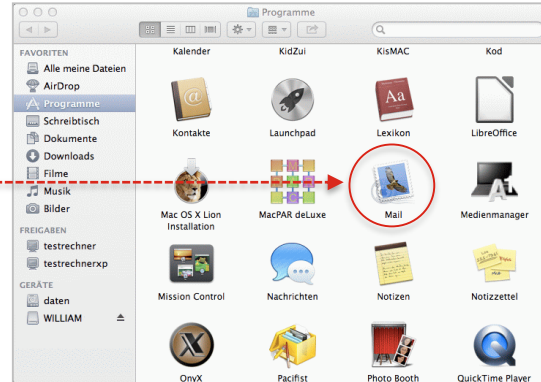 Programme
FAVORITEN
Alle meine Dateien
AirDrop
Programme
Schreibtisch
Dokumente
Downloads
Filme
Musik
Bilder
FREIGABEN
testrechner
testrechnerxp
GERÄTE
daten
WILLIAM
Kalender
KidZui
KisMAC
Kod
Kontakte
Launchpad
Lexikon
LibreOffice
Mac OS X Lion
Installation
MacPAR deLuxe
Mail
Medienmanager
Mission Control
Nachrichten
Notizen
Notizzettel
OnyX
Pacifist
Photo Booth
QuickTime Player
@
Aa
A1
X